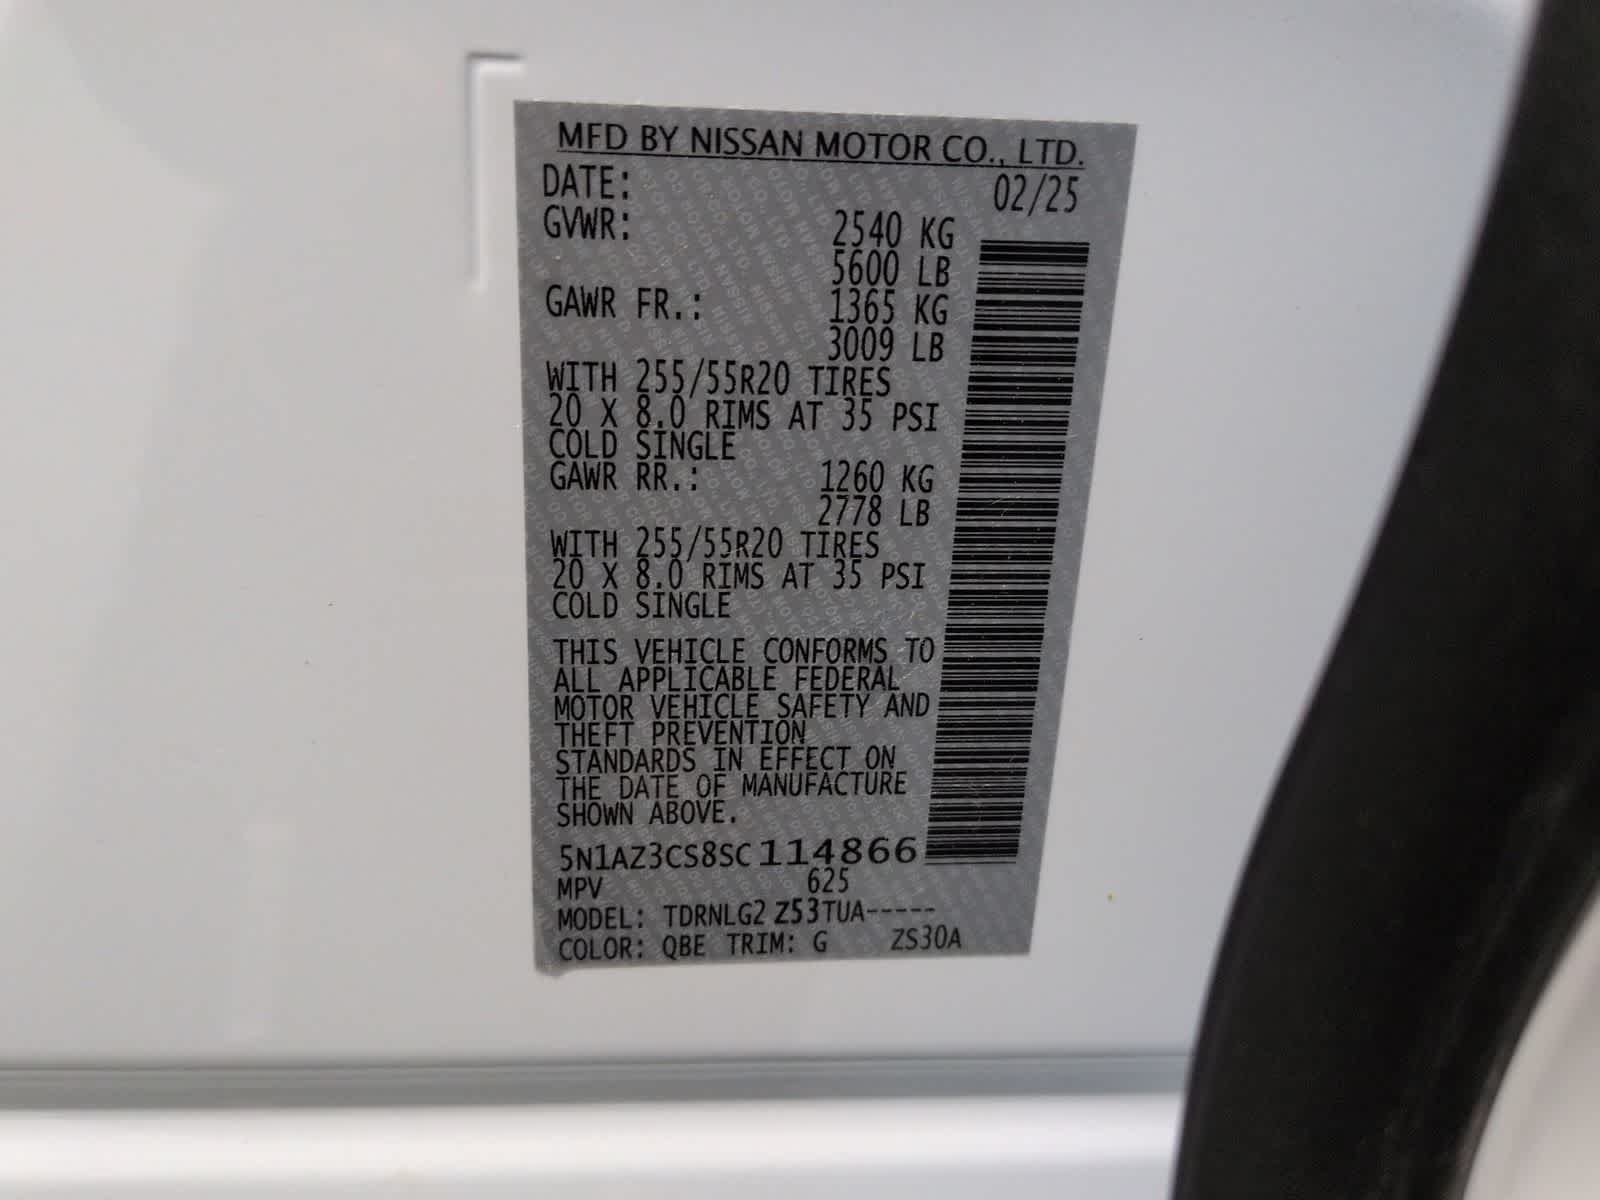 MFD BY NISSAN MOTOR CO., LTD.
DATE: 02/25
GVWR: 2540 KG
5600 LB
GAWR FR.: 1365 KG
3009 LB
WITH 255/55R20 TIRES
20 X 8.0 RIMS AT 35 PSI
COLD SINGLE
GAWR RR.: 1260 KG
2778 LB
WITH 255/55R20 TIRES
20 X 8.0 RIMS AT 35 PSI
COLD SINGLE
THIS VEHICLE CONFORMS TO
ALL APPLICABLE FEDERAL
MOTOR VEHICLE SAFETY AND
THEFT PREVENTION
STANDARDS IN EFFECT ON
THE DATE OF MANUFACTURE
SHOWN ABOVE.
5N1AZ3CS8SC114866
MPV 625
MODEL: TDRNLG2 Z53TUA-----
COLOR: QBE TRIM: G ZS30A